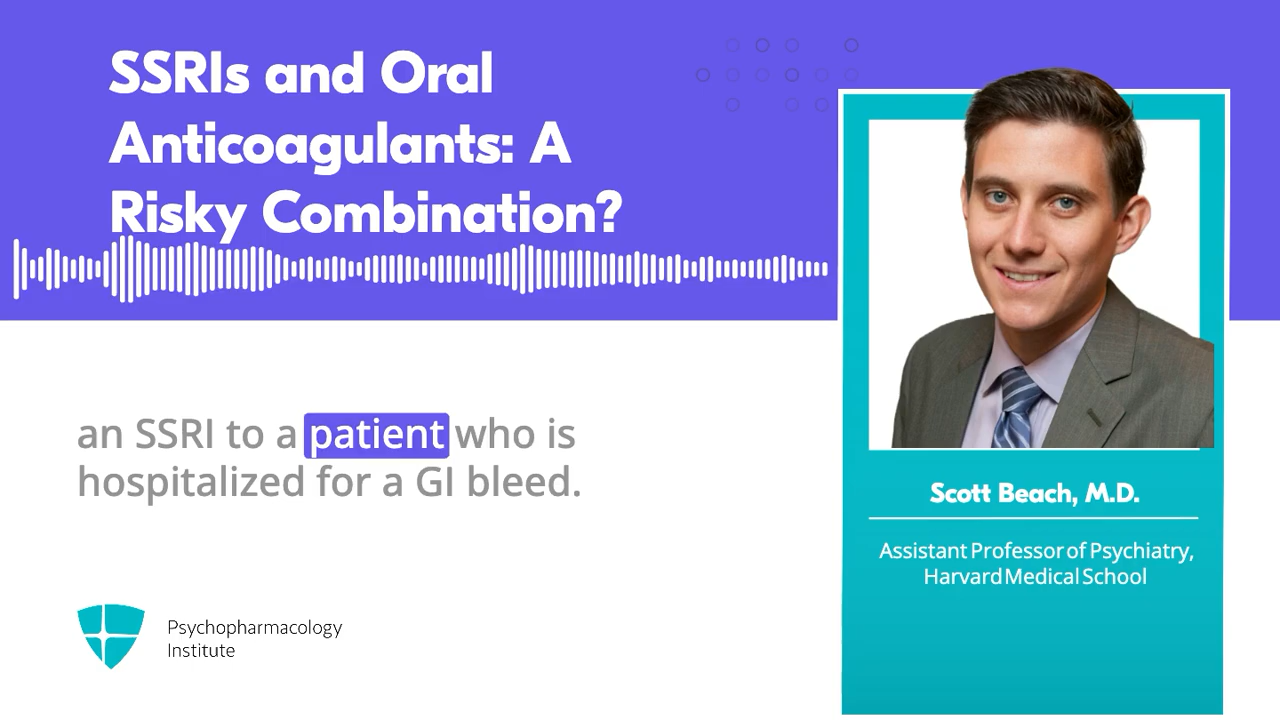 SSRIs and Oral
Anticoagulants: A
Risky Combination?
an SSRI to a patient who is
hospitalized for a GI bleed.
Scott Beach, M.D.
Assistant Professor of Psychiatry,
Harvard Medical School
Psychopharmacology
Institute